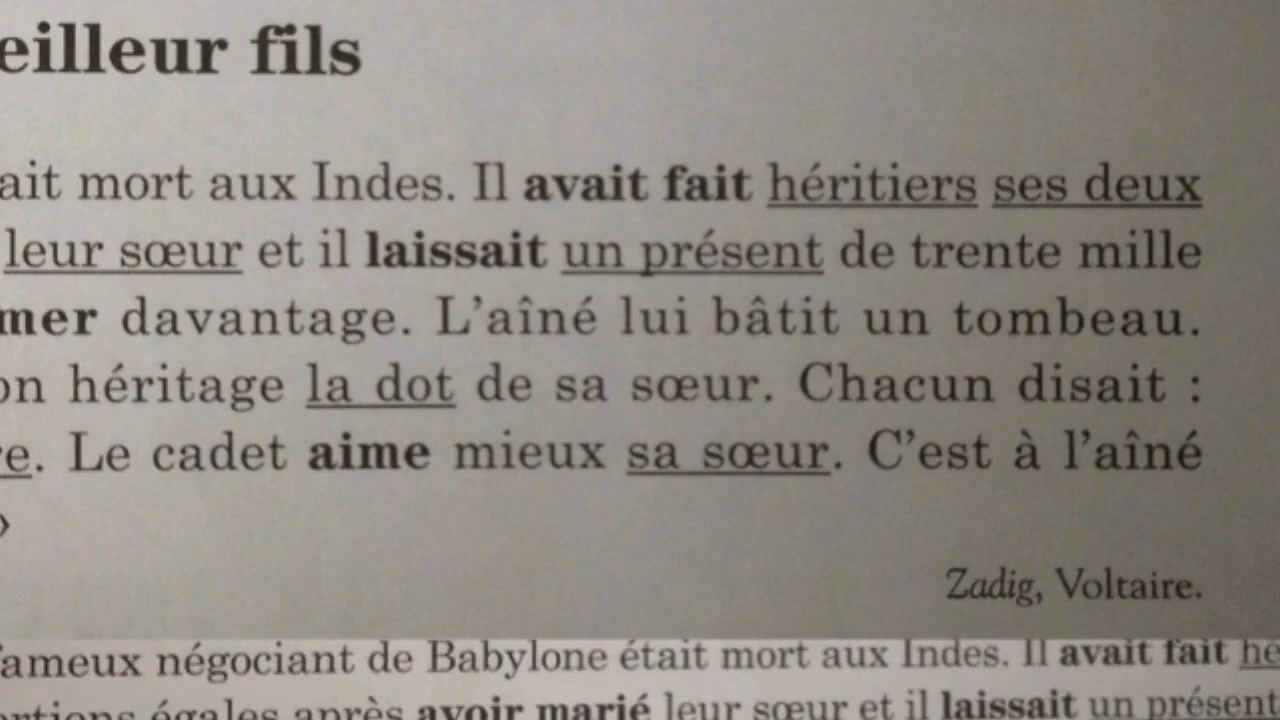 eilleur fils
ait mort aux Indes. Il avait fait héritiers ses deux
leur sœur et il laissait un présent de trente mille
mer davantage. L'aîné lui bâtit un tombeau.
on héritage la dot de sa sœur. Chacun disait :
e. Le cadet aime mieux sa sœur. C'est à l'aîné
»
Zadig, Voltaire.
ameux négociant de Babylone était mort aux Indes. Il avait fait hé
ortions égales après avoir marié leur sœur et il laissait un présent